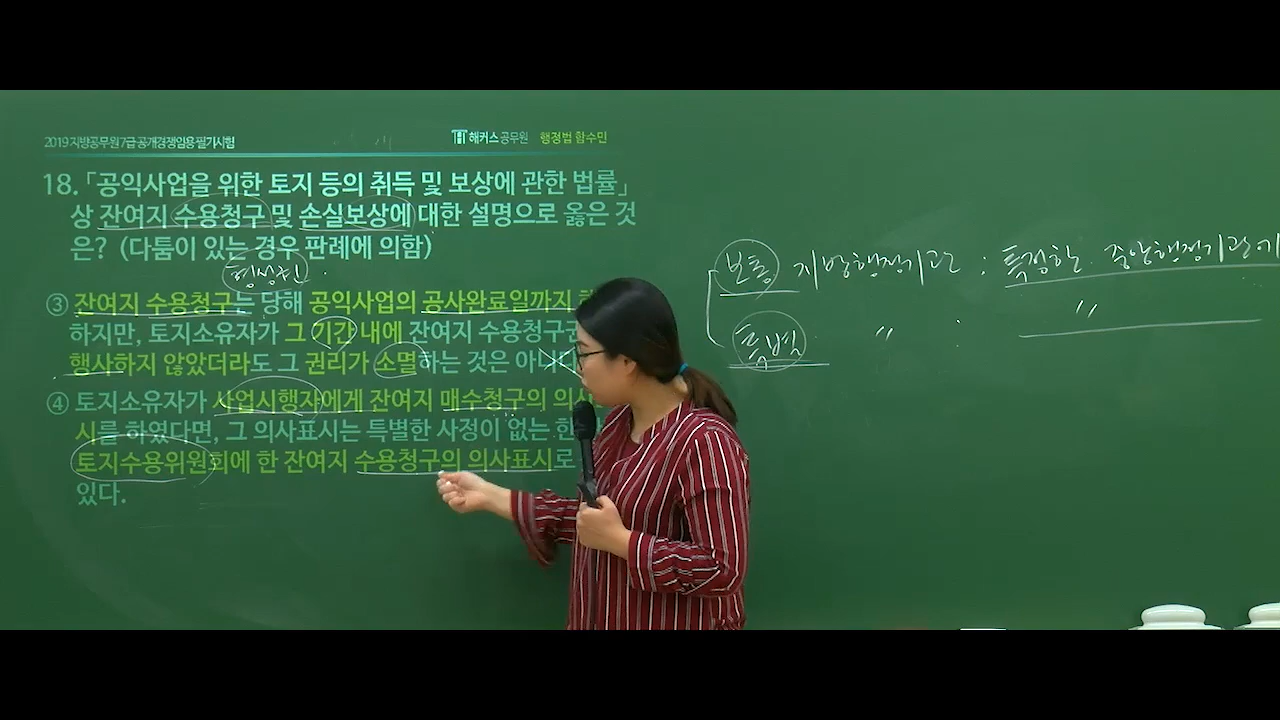 2019 지방공무원 7급 공개경쟁임용 필기시험
해커스공무원 행정법 함수민
18. 「공익사업을 위한 토지 등의 취득 및 보상에 관한 법률」
상 잔여지 수용청구 및 손실보상에 대한 설명으로 옳은 것
은? (다툼이 있는 경우 판례에 의함)
형성권
③ 잔여지 수용청구는 당해 공익사업의 공사완료일까지
하지만, 토지소유자가 그 기간 내에 잔여지 수용청구권
행사하지 않았더라도 그 권리가 소멸하는 것은 아니다
④ 토지소유자가 사업시행자에게 잔여지 매수청구의 의사
시를 하였다면, 그 의사표시는 특별한 사정이 없는 한
토지수용위원회에 한 잔여지 수용청구의 의사표시로
있다.
보통 지방행정기관 : 특정한 중앙행정기관에
특별 〃 : 〃